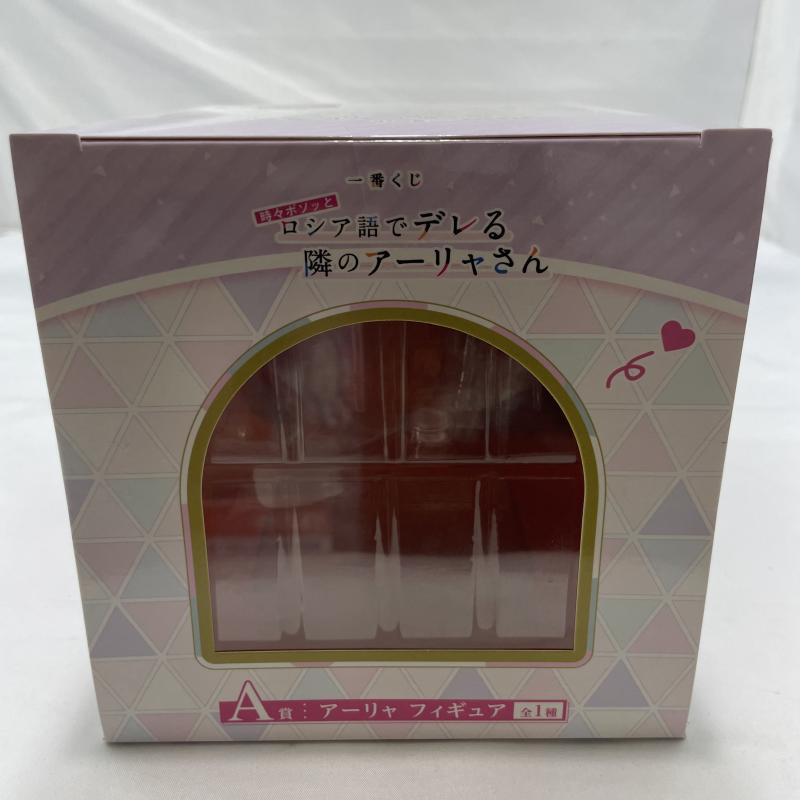 一番くじ
時々ボソッと
ロシア語でデレる
隣のアーリャさん
A賞…アーリャ フィギュア 全1種